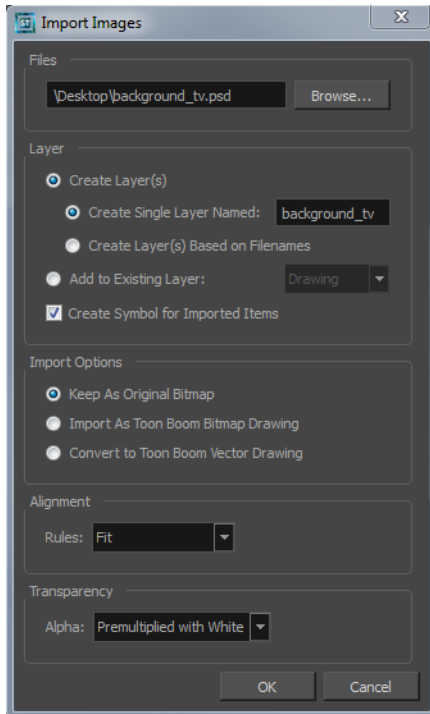 ST Import Images
Files
\Desktop\background_tv.psd Browse...
Layer
Create Layer(s)
Create Single Layer Named: background_tv
Create Layer(s) Based on Filenames
Add to Existing Layer: Drawing
Create Symbol for Imported Items
Import Options
Keep As Original Bitmap
Import As Toon Boom Bitmap Drawing
Convert to Toon Boom Vector Drawing
Alignment
Rules: Fit
Transparency
Alpha: Premultiplied with White
OK Cancel